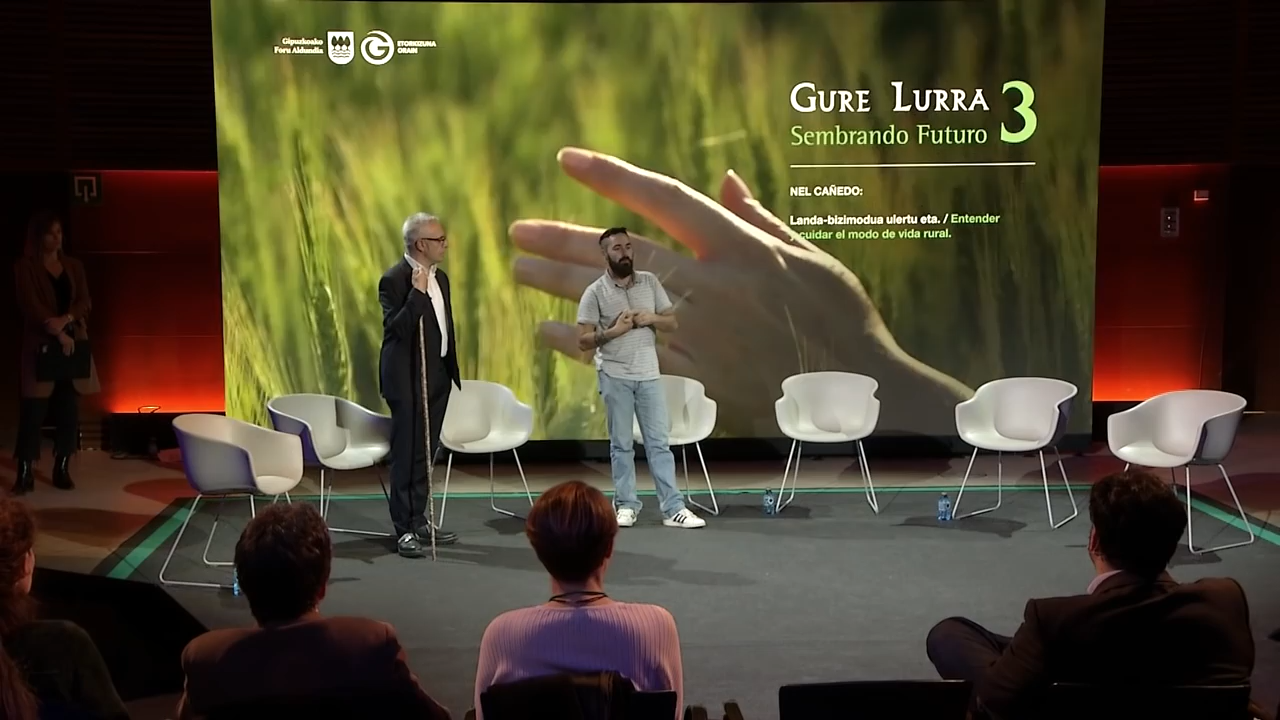 Gipuzkoako
Foru Aldundia
ETORKIZUNA
ORAIN
GURE LURRA 3
Sembrando Futuro
NEL CAÑEDO:
Landa-bizimodua ulertu eta. / Entender
cuidar el modo de vida rural.